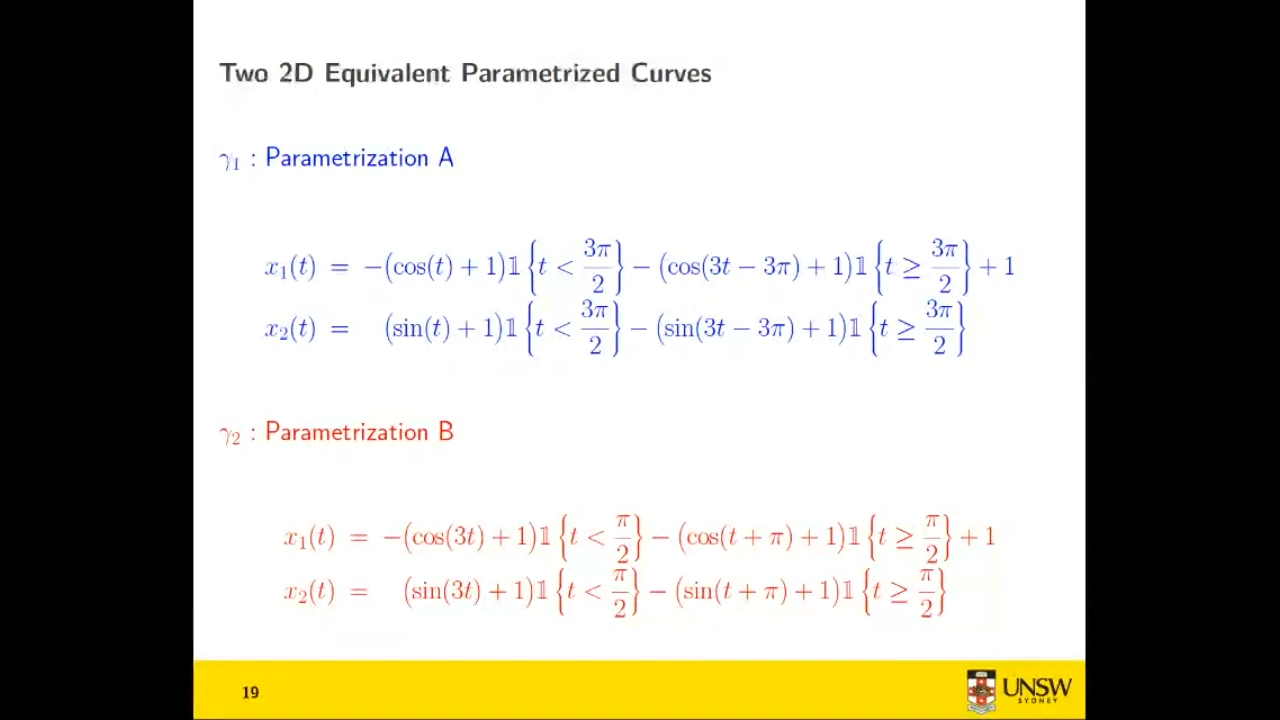 Two 2D Equivalent Parametrized Curves
γ₁ : Parametrization A
x₁(t) = −(cos(t) + 1)𝟙{t < 3π/2} − (cos(3t − 3π) + 1)𝟙{t ≥ 3π/2} + 1
x₂(t) = (sin(t) + 1)𝟙{t < 3π/2} − (sin(3t − 3π) + 1)𝟙{t ≥ 3π/2}
γ₂ : Parametrization B
x₁(t) = −(cos(3t) + 1)𝟙{t < π/2} − (cos(t + π) + 1)𝟙{t ≥ π/2} + 1
x₂(t) = (sin(3t) + 1)𝟙{t < π/2} − (sin(t + π) + 1)𝟙{t ≥ π/2}
19
UNSW
SYDNEY